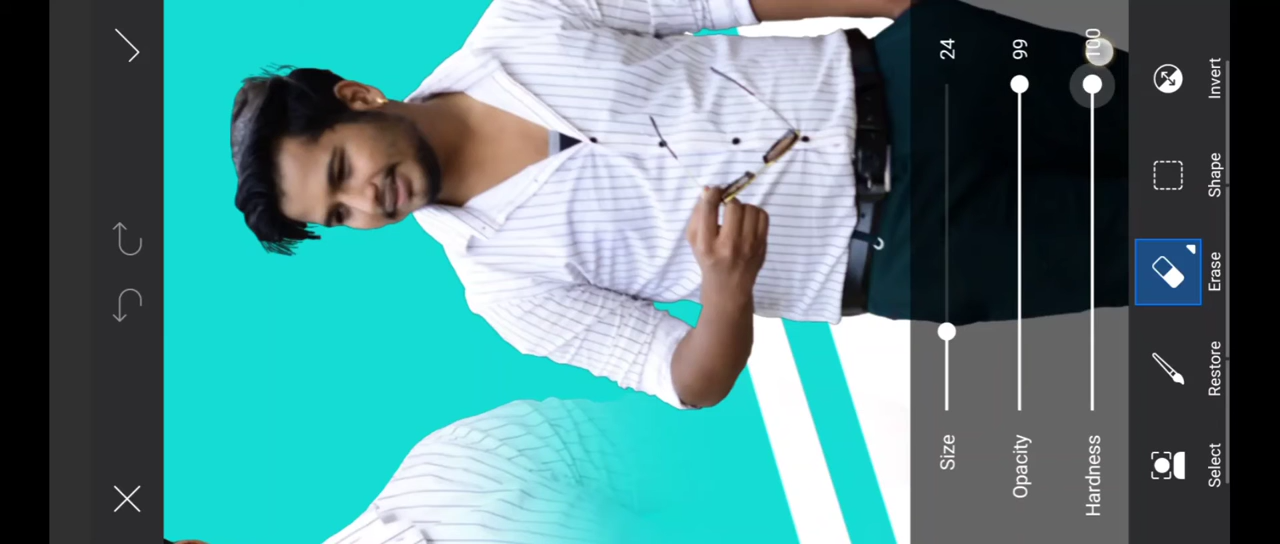 Size 24
Opacity 99
Hardness 100
Select
Restore
Erase
Shape
Invert